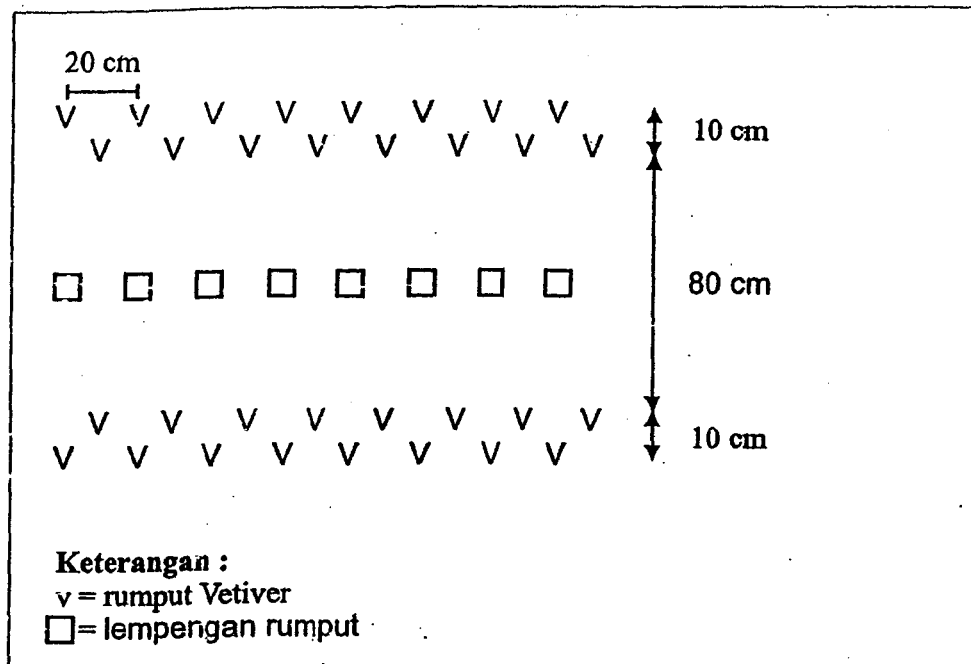 20 cm
V V V V V V V V
V V V V V V V V
10 cm
80 cm
V V V V V V V V
V V V V V V V V
10 cm
Keterangan :
v = rumput Vetiver
□= lempengan rumput